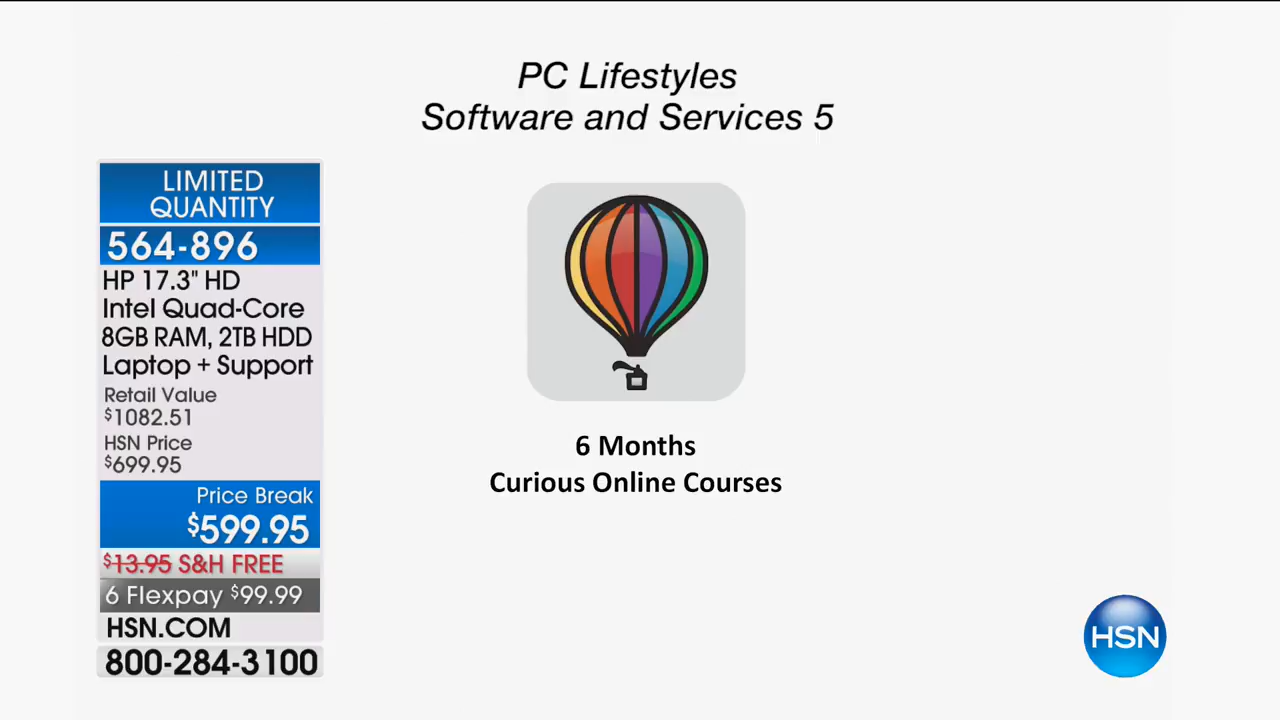 PC Lifestyles
Software and Services 5
LIMITED
QUANTITY
564-896
HP 17.3" HD
Intel Quad-Core
8GB RAM, 2TB HDD
Laptop + Support
Retail Value
$1082.51
HSN Price
$699.95
Price Break
$599.95
$13.95 S&H FREE
6 Flexpay $99.99
HSN.COM
800-284-3100
6 Months
Curious Online Courses
HSN